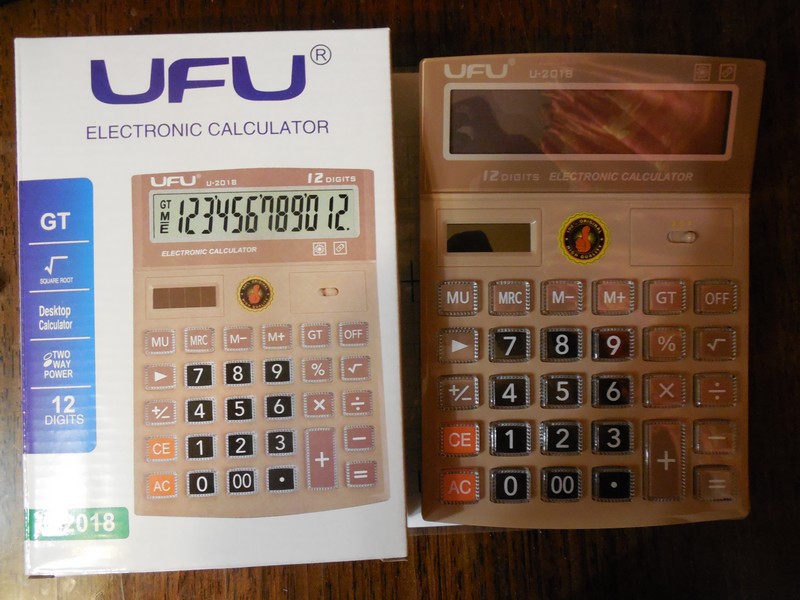 UFU®
ELECTRONIC CALCULATOR
GT
√
SQUARE ROOT
Desktop
Calculator
TWO
WAY
POWER
12
DIGITS
2018
UFU U-2018 12 DIGITS
GT
M
E
123456789012.
ELECTRONIC CALCULATOR
MU MRC M- M+ GT OFF
▶ 7 8 9 % √
+/- 4 5 6 × ÷
CE 1 2 3 + -
AC 0 00 . =
UFU® U-2018
12 DIGITS ELECTRONIC CALCULATOR
MU MRC M- M+ GT OFF
▶ 7 8 9 % √
+/- 4 5 6 × ÷
CE 1 2 3 + -
AC 0 00 . =